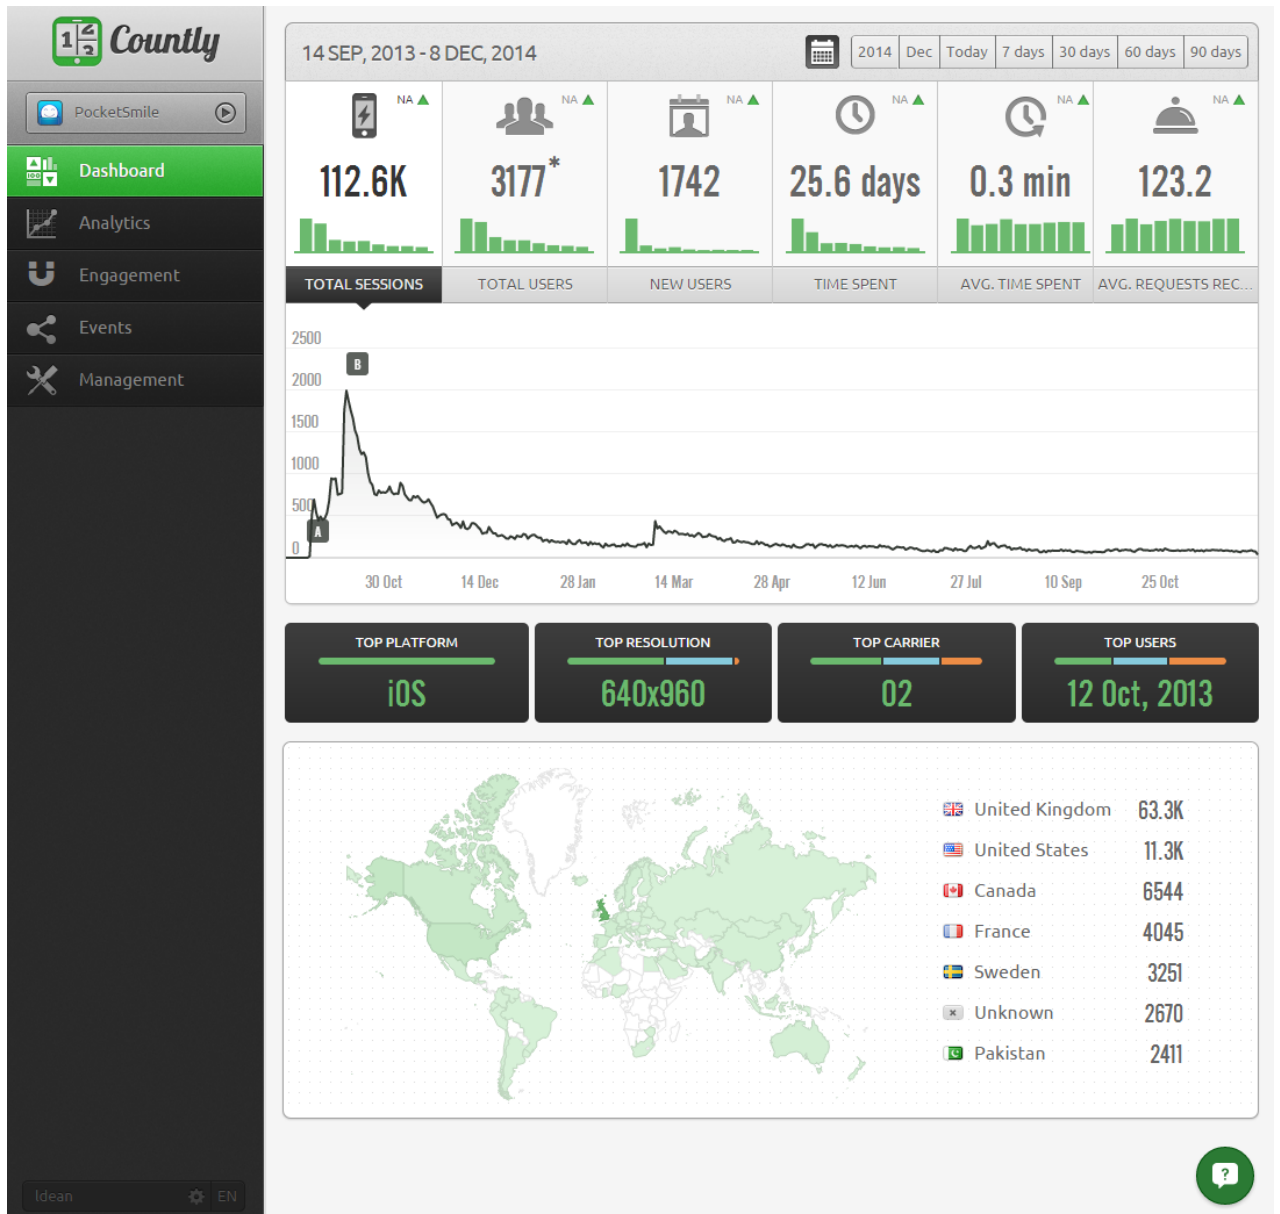 Countly
PocketSmile
Dashboard
Analytics
Engagement
Events
Management
Idean
EN
14 SEP, 2013 - 8 DEC, 2014
2014 Dec Today 7 days 30 days 60 days 90 days
NA NA NA NA NA NA
112.6K 3177* 1742 25.6 days 0.3 min 123.2
TOTAL SESSIONS TOTAL USERS NEW USERS TIME SPENT AVG. TIME SPENT AVG. REQUESTS REC...
2500
B
2000
1500
1000
500
A
0
30 Oct 14 Dec 28 Jan 14 Mar 28 Apr 12 Jun 27 Jul 10 Sep 25 Oct
TOP PLATFORM
iOS
TOP RESOLUTION
640x960
TOP CARRIER
O2
TOP USERS
12 Oct, 2013
United Kingdom 63.3K
United States 11.3K
Canada 6544
France 4045
Sweden 3251
Unknown 2670
Pakistan 2411